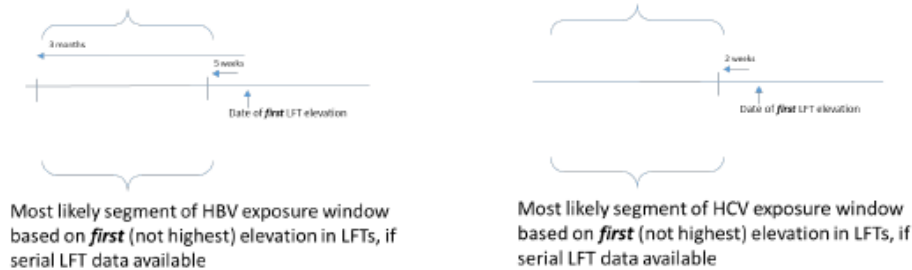 3 months
5 weeks
Date of first LFT elevation
Most likely segment of HBV exposure window
based on first (not highest) elevation in LFTs, if
serial LFT data available
2 weeks
Date of first LFT elevation
Most likely segment of HCV exposure window
based on first (not highest) elevation in LFTs, if
serial LFT data available